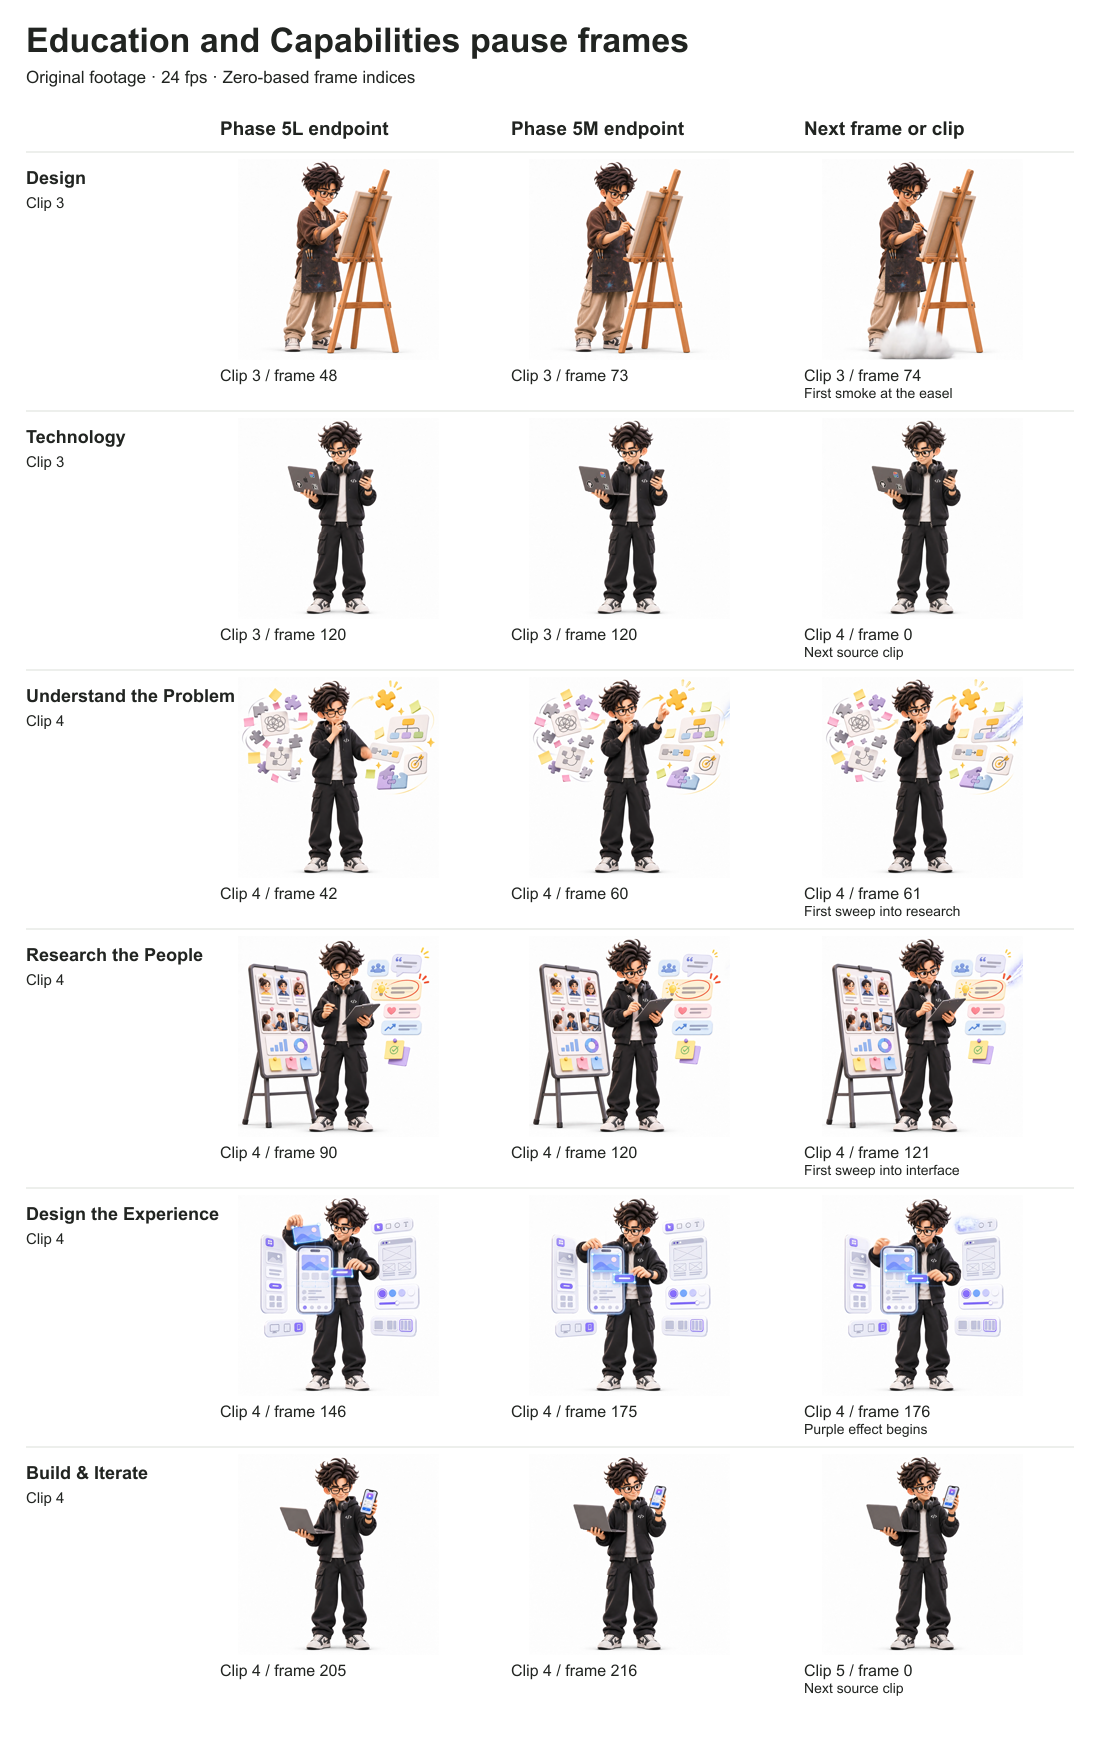 Education and Capabilities pause frames
Original footage · 24 fps · Zero-based frame indices
Phase 5L endpoint
Phase 5M endpoint
Next frame or clip
Design
Clip 3
Clip 3 / frame 48
Clip 3 / frame 73
Clip 3 / frame 74
First smoke at the easel
Technology
Clip 3
Clip 3 / frame 120
Clip 3 / frame 120
Clip 4 / frame 0
Next source clip
Understand the Problem
Clip 4
Clip 4 / frame 42
Clip 4 / frame 60
Clip 4 / frame 61
First sweep into research
Research the People
Clip 4
Clip 4 / frame 90
Clip 4 / frame 120
Clip 4 / frame 121
First sweep into interface
Design the Experience
Clip 4
Clip 4 / frame 146
Clip 4 / frame 175
Clip 4 / frame 176
Purple effect begins
Build & Iterate
Clip 4
Clip 4 / frame 205
Clip 4 / frame 216
Clip 5 / frame 0
Next source clip